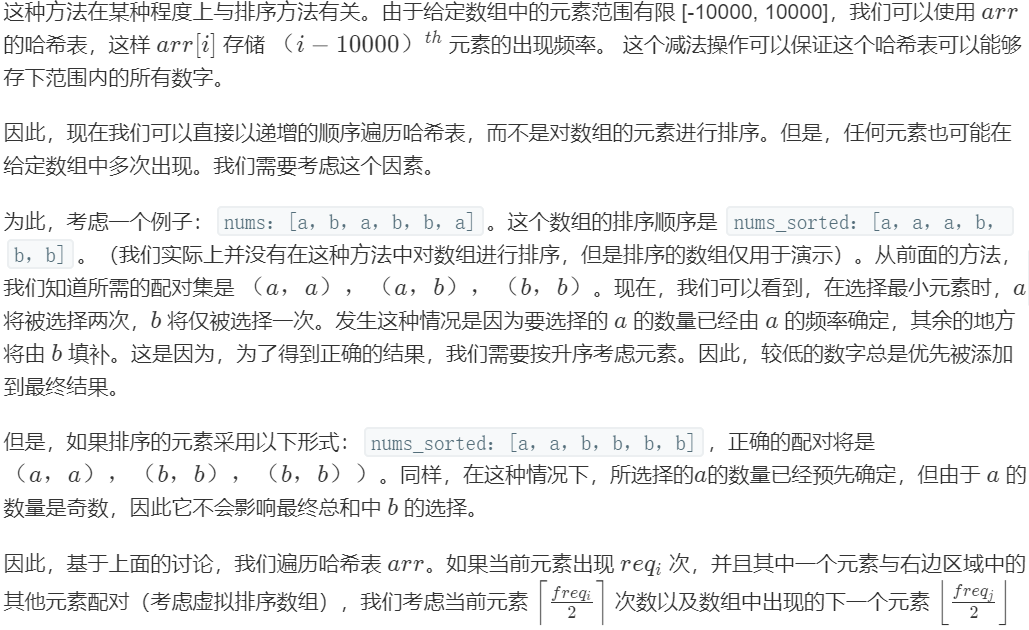 这种方法在某种程度上与排序方法有关。由于给定数组中的元素范围有限 [-10000, 10000]，我们可以使用 arr
的哈希表，这样 arr[i] 存储 （i − 10000）^{th} 元素的出现频率。 这个减法操作可以保证这个哈希表可以能够
存下范围内的所有数字。
因此，现在我们可以直接以递增的顺序遍历哈希表，而不是对数组的元素进行排序。但是，任何元素也可能在
给定数组中多次出现。我们需要考虑这个因素。
为此，考虑一个例子： nums：[a，b，a，b，b，a] 。这个数组的排序顺序是 nums_sorted：[a，a，a，b，
b，b] 。（我们实际上并没有在这种方法中对数组进行排序，但是排序的数组仅用于演示）。从前面的方法，
我们知道所需的配对集是 （a，a），（a，b），（b，b）。现在，我们可以看到，在选择最小元素时，a
将被选择两次，b 将仅被选择一次。发生这种情况是因为要选择的 a 的数量已经由 a 的频率确定，其余的地方
将由 b 填补。这是因为，为了得到正确的结果，我们需要按升序考虑元素。因此，较低的数字总是优先被添加
到最终结果。
但是，如果排序的元素采用以下形式： nums_sorted：[a，a，b，b，b，b] ，正确的配对将是
（a，a），（b，b），（b，b））。同样，在这种情况下，所选择的a的数量已经预先确定，但由于 a 的
数量是奇数，因此它不会影响最终总和中 b 的选择。
因此，基于上面的讨论，我们遍历哈希表 arr。如果当前元素出现 req_i 次，并且其中一个元素与右边区域中的
其他元素配对（考虑虚拟排序数组），我们考虑当前元素 ⌈freq_i/2⌉ 次数以及数组中出现的下一个元素 ⌊freq_j/2⌋